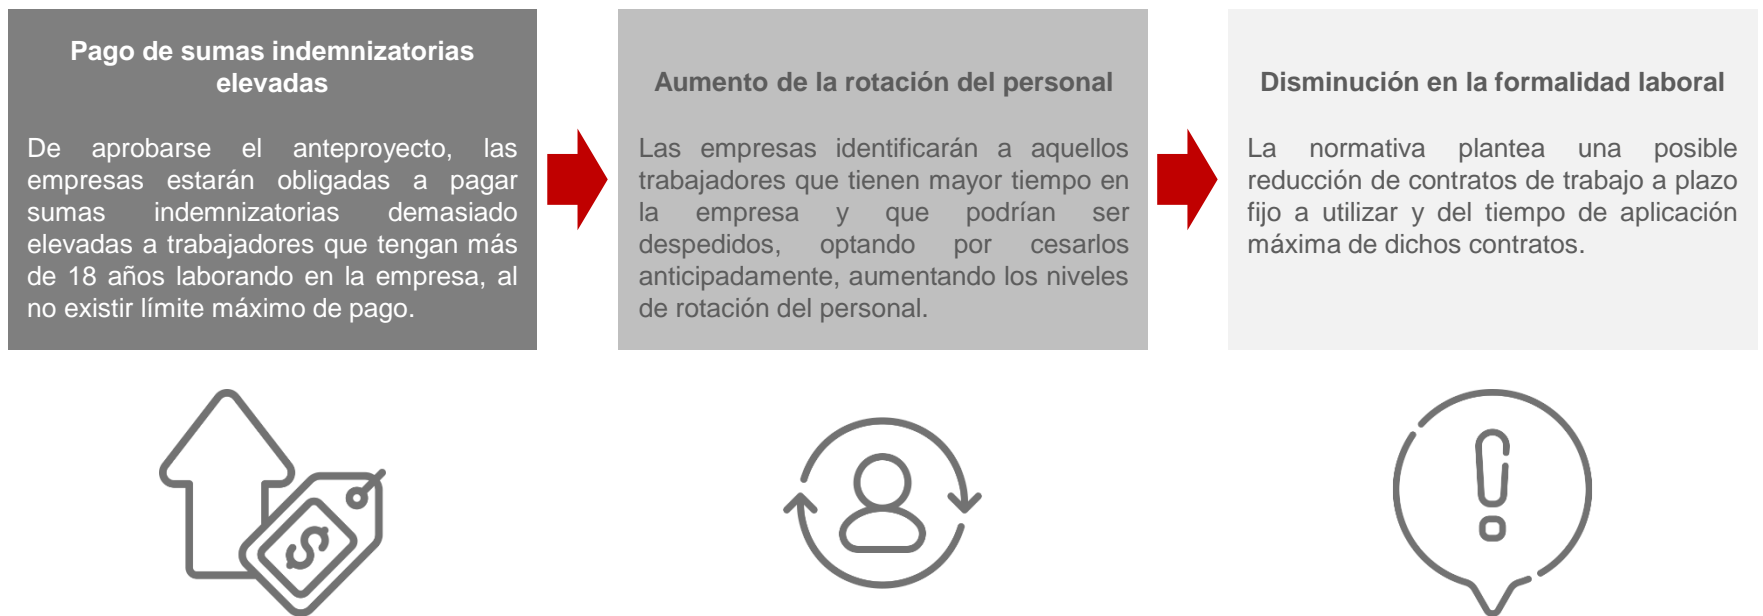 Pago de sumas indemnizatorias
elevadas
De aprobarse el anteproyecto, las
empresas estarán obligadas a pagar
sumas indemnizatorias demasiado
elevadas a trabajadores que tengan más
de 18 años laborando en la empresa, al
no existir límite máximo de pago.
Aumento de la rotación del personal
Las empresas identificarán a aquellos
trabajadores que tienen mayor tiempo en
la empresa y que podrían ser
despedidos, optando por cesarlos
anticipadamente, aumentando los niveles
de rotación del personal.
Disminución en la formalidad laboral
La normativa plantea una posible
reducción de contratos de trabajo a plazo
fijo a utilizar y del tiempo de aplicación
máxima de dichos contratos.
$